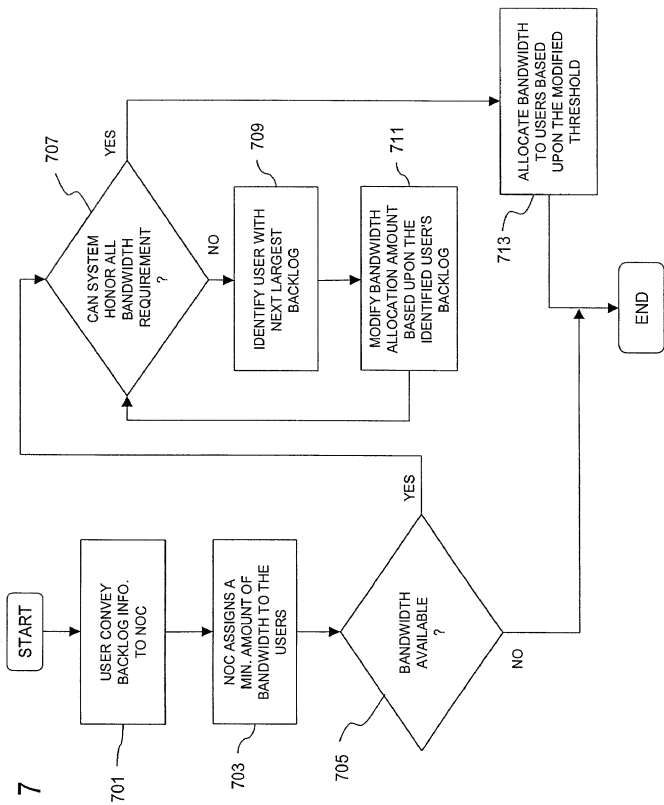 7
START
701
USER CONVEY
BACKLOG INFO.
TO NOC
703
NOC ASSIGNS A
MIN. AMOUNT OF
BANDWIDTH TO THE
USERS
705
BANDWIDTH
AVAILABLE
?
YES
NO
707
CAN SYSTEM
HONOR ALL
BANDWIDTH
REQUIREMENT
?
YES
NO
709
IDENTIFY USER WITH
NEXT LARGEST
BACKLOG
711
MODIFY BANDWIDTH
ALLOCATION AMOUNT
BASED UPON THE
IDENTIFIED USER'S
BACKLOG
713
ALLOCATE BANDWIDTH
TO USERS BASED
UPON THE MODIFIED
THRESHOLD
END